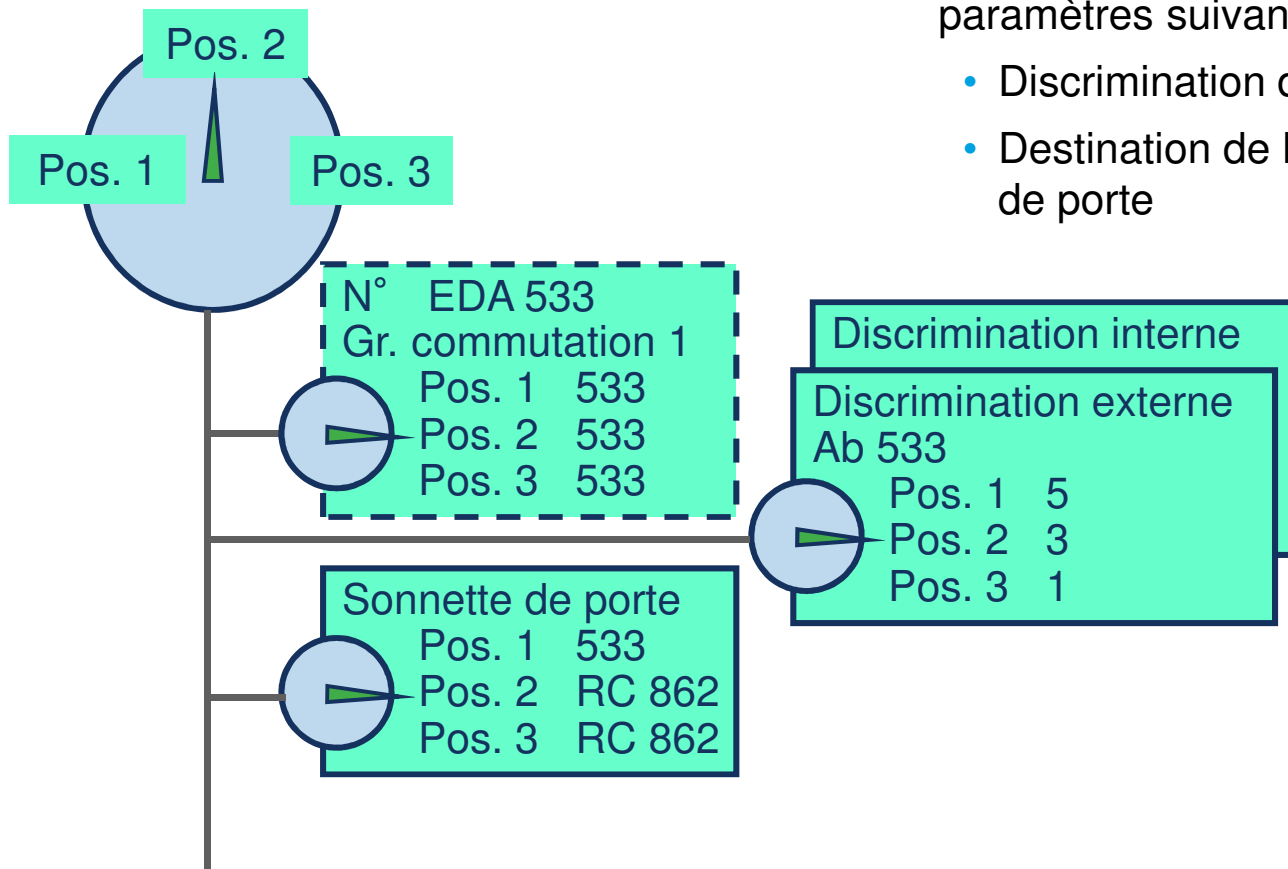 paramètres suivan
• Discrimination
• Destination de
de porte
Pos. 2
Pos. 1
Pos. 3
N° EDA 533
Gr. commutation 1
Pos. 1 533
Pos. 2 533
Pos. 3 533
Discrimination interne
Discrimination externe
Ab 533
Pos. 1 5
Pos. 2 3
Pos. 3 1
Sonnette de porte
Pos. 1 533
Pos. 2 RC 862
Pos. 3 RC 862